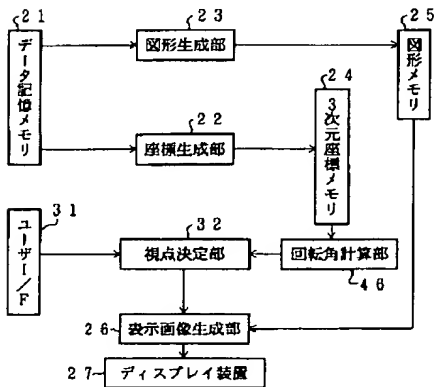 21
データ記憶メモリ
23
図形生成部
25
図形メモリ
22
座標生成部
24
3次元座標メモリ
31
ユーザーI/F
32
視点決定部
回転角計算部
46
26
表示画像生成部
27
ディスプレイ装置